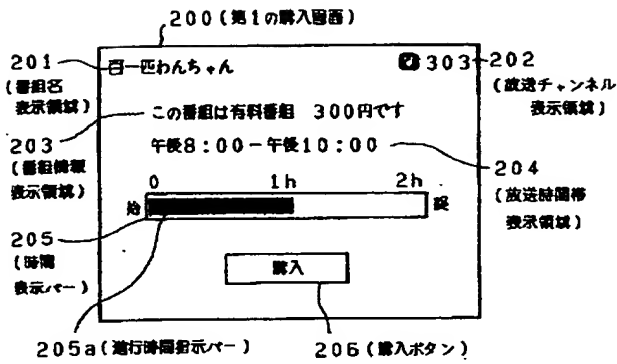 200(第1の購入画面)
201
(番組名
表示領域)
百一匹わんちゃん
303
202
(放送チャンネル
表示領域)
この番組は有料番組 300円です
203
(番組情報
表示領域)
午後8:00-午後10:00
204
(放送時間帯
表示領域)
0 1h 2h
始
終
205
(時間
表示バー)
購入
205a(進行時間指示バー)
206(購入ボタン)